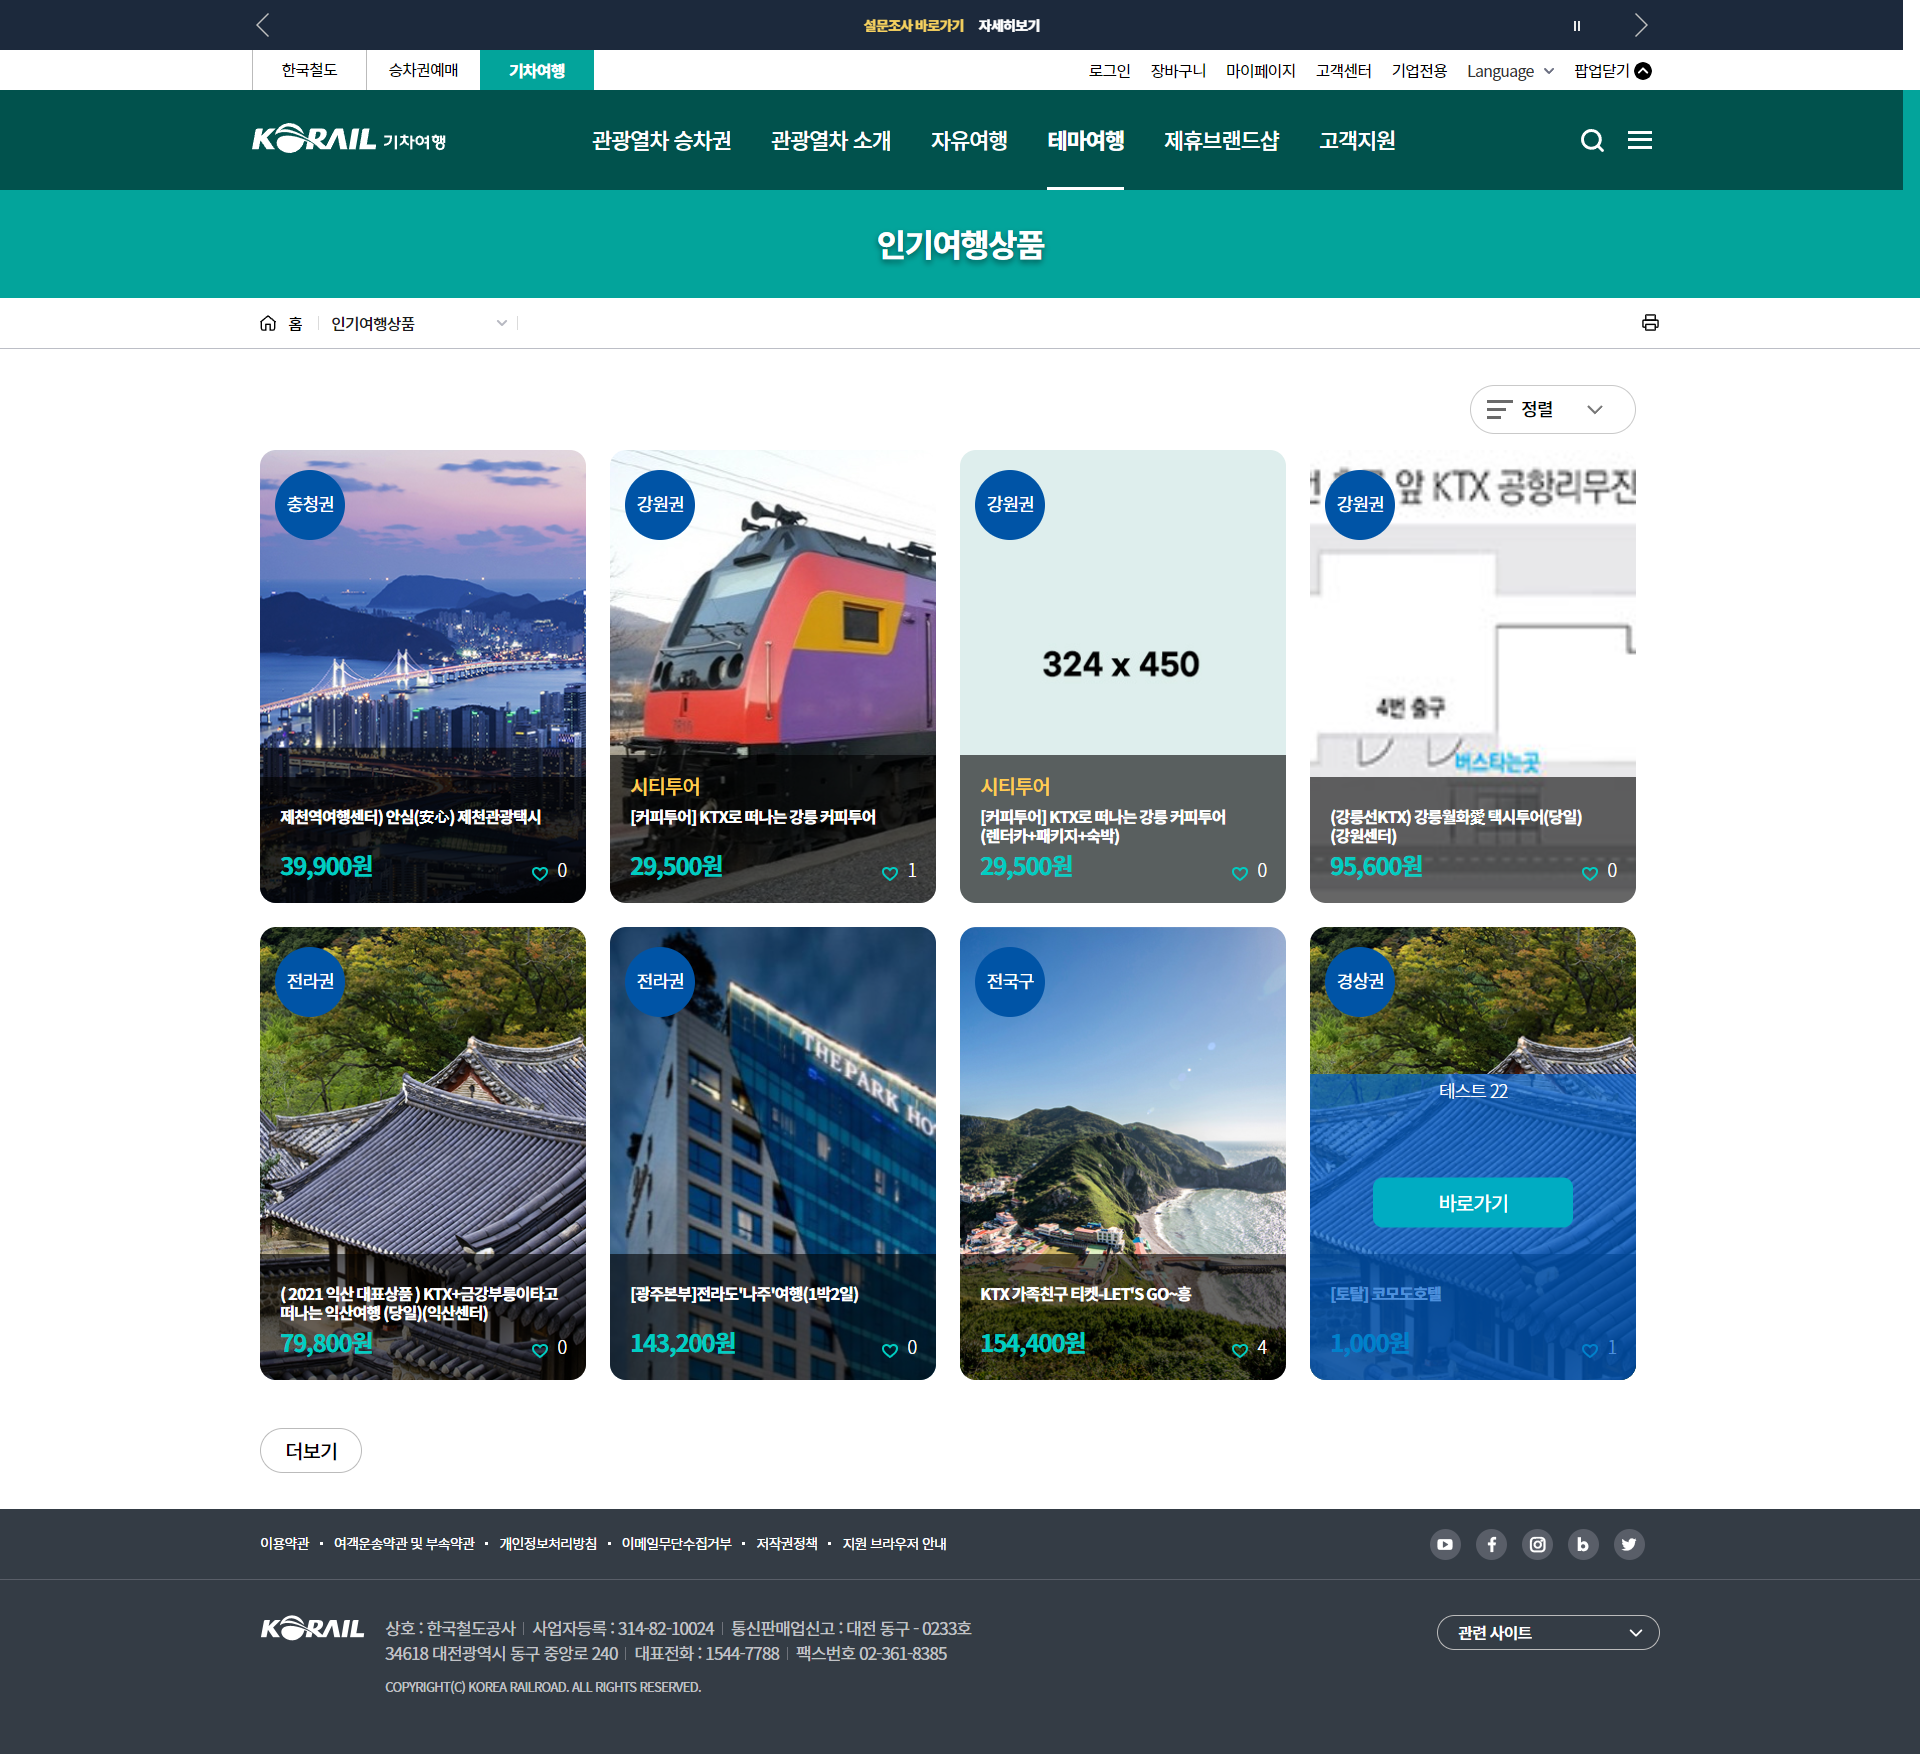 설문조사 바로가기 자세히보기
한국철도 승차권예매 기차여행
로그인 장바구니 마이페이지 고객센터 기업전용 Language 팝업닫기
KORAIL 기차여행
관광열차 승차권 관광열차 소개 자유여행 테마여행 제휴브랜드샵 고객지원
인기여행상품
홈 인기여행상품
정렬
충청권
제천역여행센터) 안심(安心) 제천관광택시
39,900원 0
강원권
시티투어
[커피투어] KTX로 떠나는 강릉 커피투어
29,500원 1
강원권
324 x 450
시티투어
[커피투어] KTX로 떠나는 강릉 커피투어
(렌터카+패키지+숙박)
29,500원 0
앞 KTX 공항리무진
강원권
4번 출구
버스타는곳
(강릉선KTX) 강릉월화愛 택시투어(당일)
(강원센터)
95,600원 0
전라권
( 2021 익산 대표상품 ) KTX+금강부릉이타고
떠나는 익산여행 (당일)(익산센터)
79,800원 0
전라권
THE PARK HO
[광주본부]전라도'나주'여행(1박2일)
143,200원 0
전국구
KTX 가족친구 티켓-LET'S GO~흥
154,400원 4
경상권
테스트 22
바로가기
[토탈] 코모도호텔
1,000원 1
더보기
이용약관 · 여객운송약관 및 부속약관 · 개인정보처리방침 · 이메일무단수집거부 · 저작권정책 · 지원 브라우저 안내
KORAIL
상호 : 한국철도공사 | 사업자등록 : 314-82-10024 | 통신판매업신고 : 대전 동구 - 0233호
34618 대전광역시 동구 중앙로 240 | 대표전화 : 1544-7788 | 팩스번호 02-361-8385
COPYRIGHT(C) KOREA RAILROAD. ALL RIGHTS RESERVED.
관련 사이트